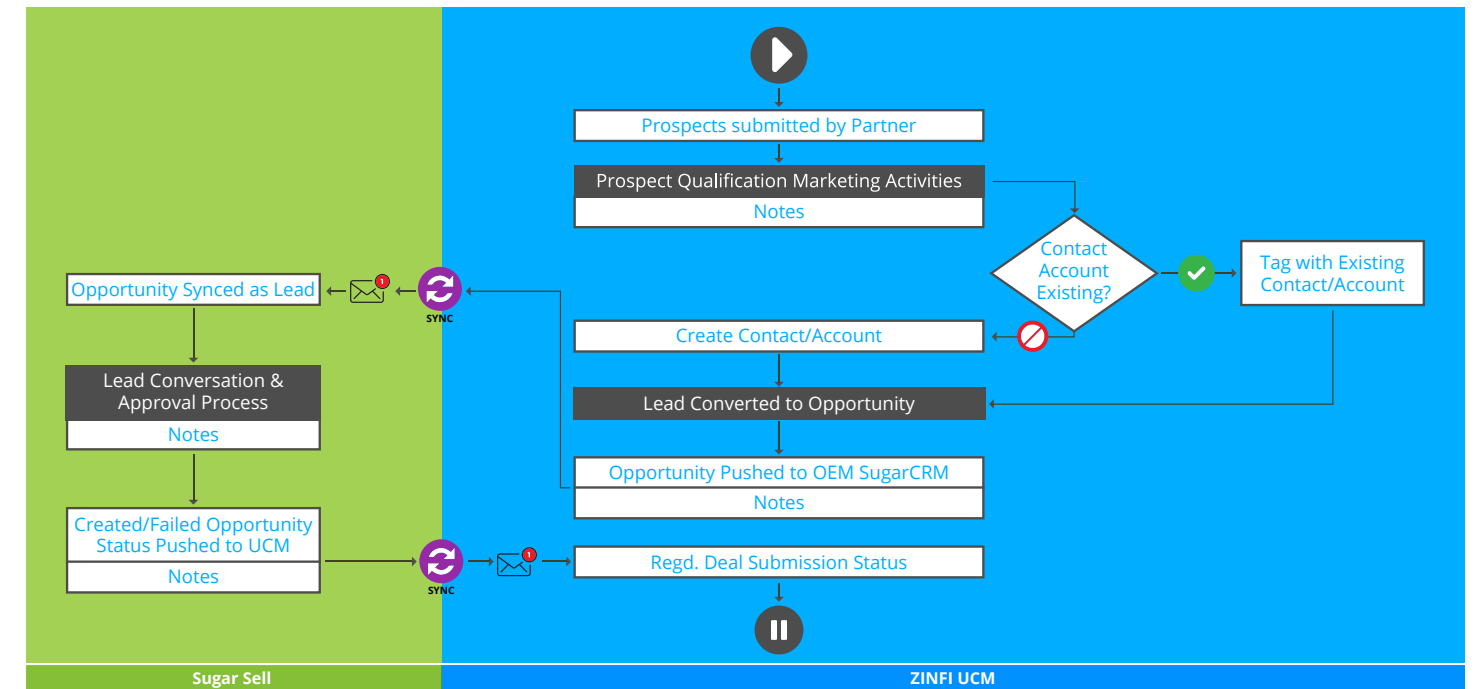 Prospects submitted by Partner
Prospect Qualification Marketing Activities
Notes
Contact
Account
Existing?
Tag with Existing
Contact/Account
Create Contact/Account
Lead Converted to Opportunity
Opportunity Pushed to OEM SugarCRM
Notes
SYNC
1
Opportunity Synced as Lead
Lead Conversation &
Approval Process
Notes
Created/Failed Opportunity
Status Pushed to UCM
Notes
SYNC
1
Regd. Deal Submission Status
Sugar Sell
ZINFI UCM